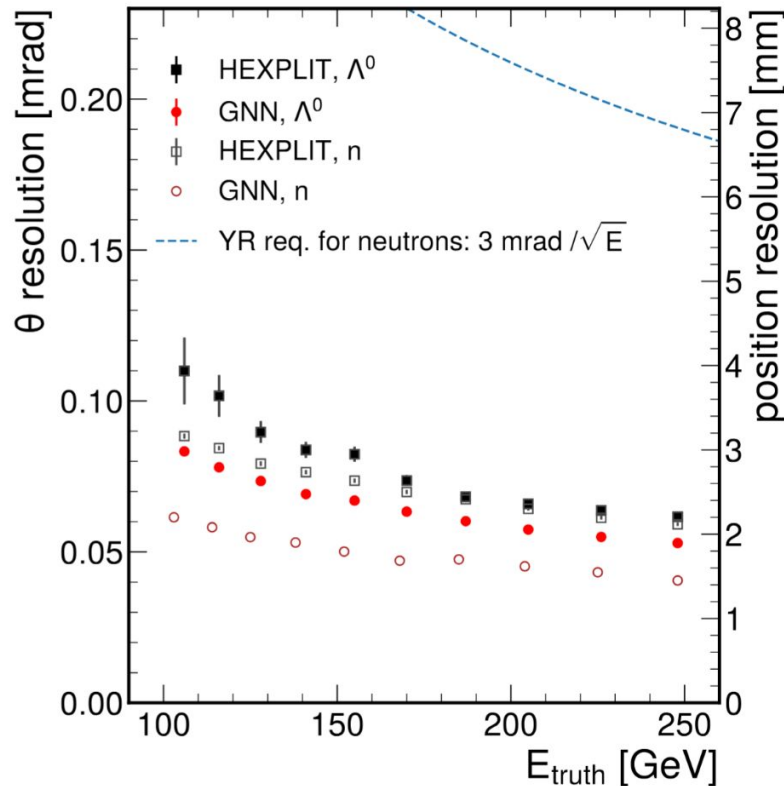 θ resolution [mrad]
0.20
0.15
0.10
0.05
0.00
HEXPLIT, Λ⁰
GNN, Λ⁰
HEXPLIT, n
GNN, n
YR req. for neutrons: 3 mrad /√E
8
7
6
5
4
3
2
1
0
position resolution [mm]
100 150 200 250
E_truth [GeV]